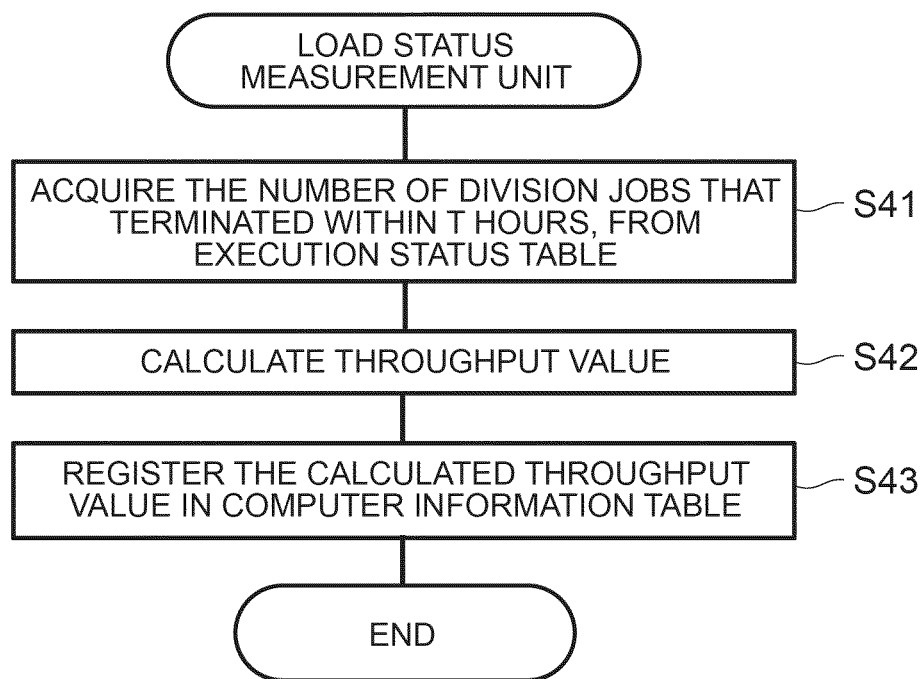 LOAD STATUS
MEASUREMENT UNIT
ACQUIRE THE NUMBER OF DIVISION JOBS THAT
TERMINATED WITHIN T HOURS, FROM
EXECUTION STATUS TABLE
S41
CALCULATE THROUGHPUT VALUE
S42
REGISTER THE CALCULATED THROUGHPUT
VALUE IN COMPUTER INFORMATION TABLE
S43
END